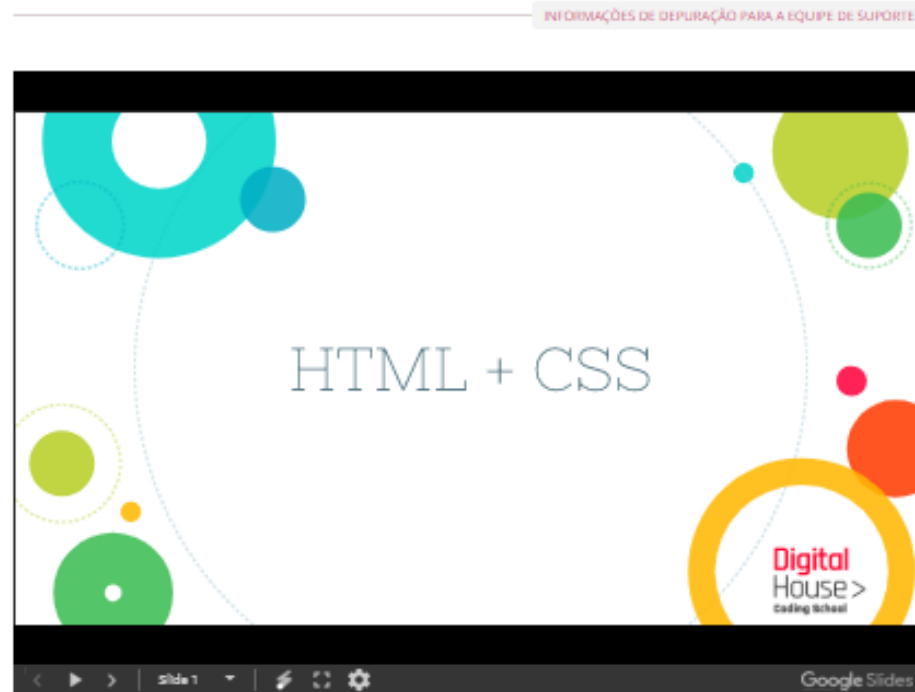 INFORMAÇÕES DE DEPURAÇÃO PARA A EQUIPE DE SUPORTE
HTML + CSS
Digital
House>
Coding School
Slide 1
Google Slides